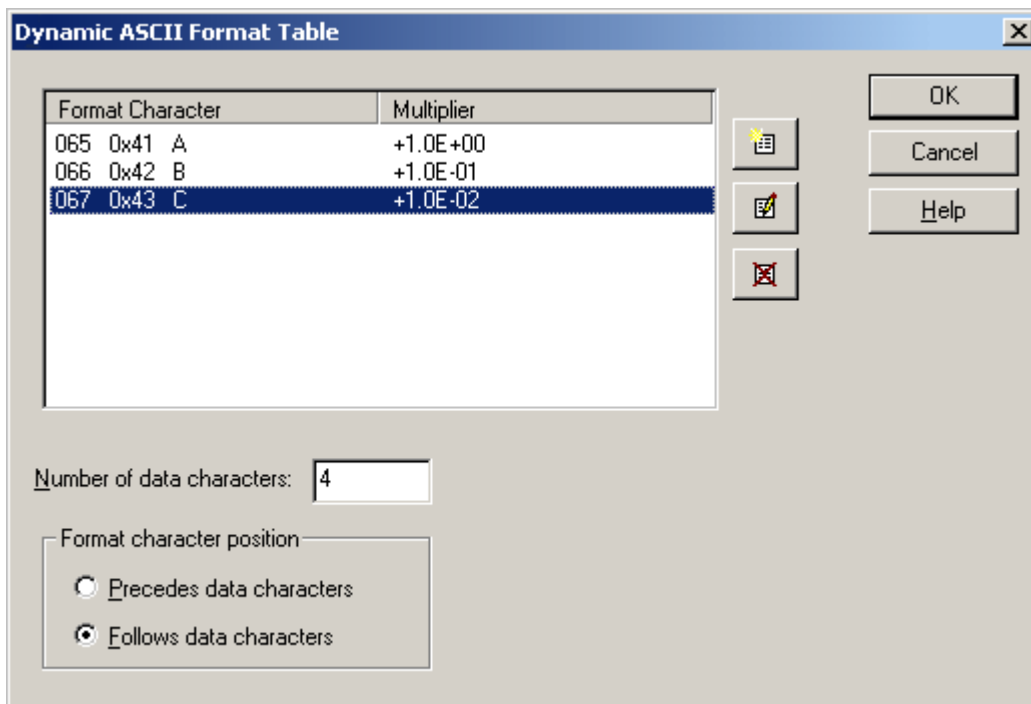 Dynamic ASCII Format Table
Format Character Multiplier
065 0x41 A +1.0E+00
066 0x42 B +1.0E-01
067 0x43 C +1.0E-02
OK
Cancel
Help
Number of data characters: 4
Format character position
Precedes data characters
Follows data characters